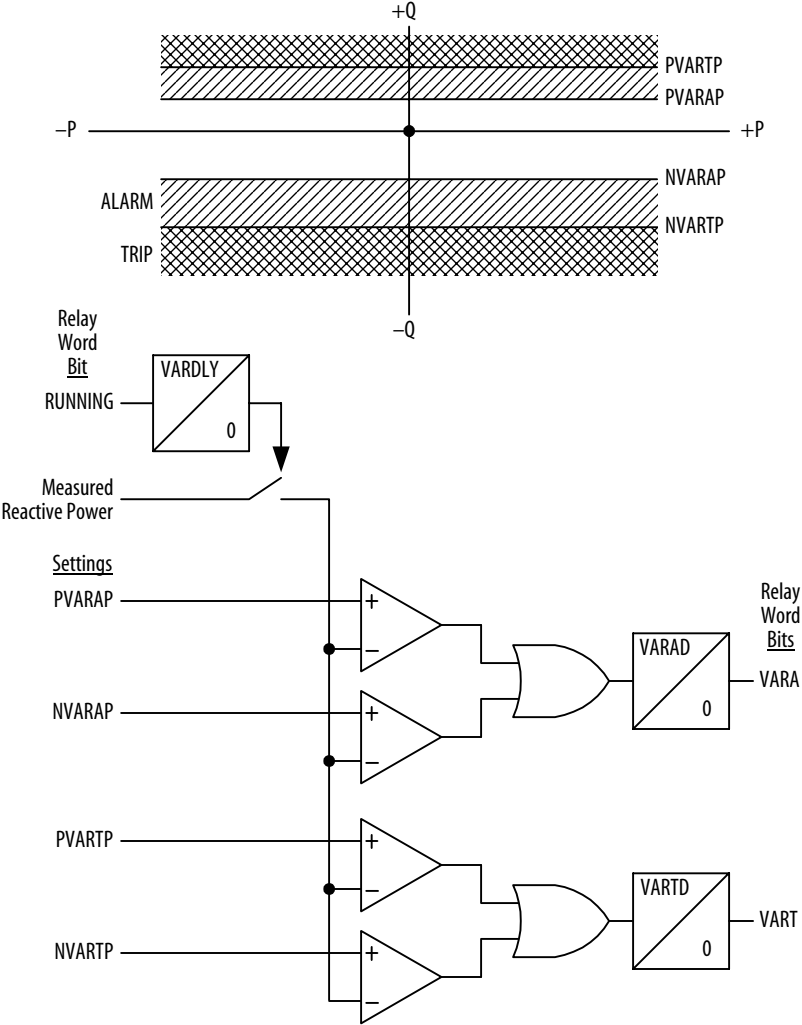 +Q
PVARTP
PVARAP
–P
+P
NVARAP
ALARM
NVARTP
TRIP
–Q
Relay
Word
Bit
VARDLY
RUNNING
0
Measured
Reactive Power
Settings
PVARAP
+
–
Relay
Word
Bits
VARAD
VARA
0
NVARAP
+
–
PVARTP
+
–
VARTD
VART
0
NVARTP
+
–